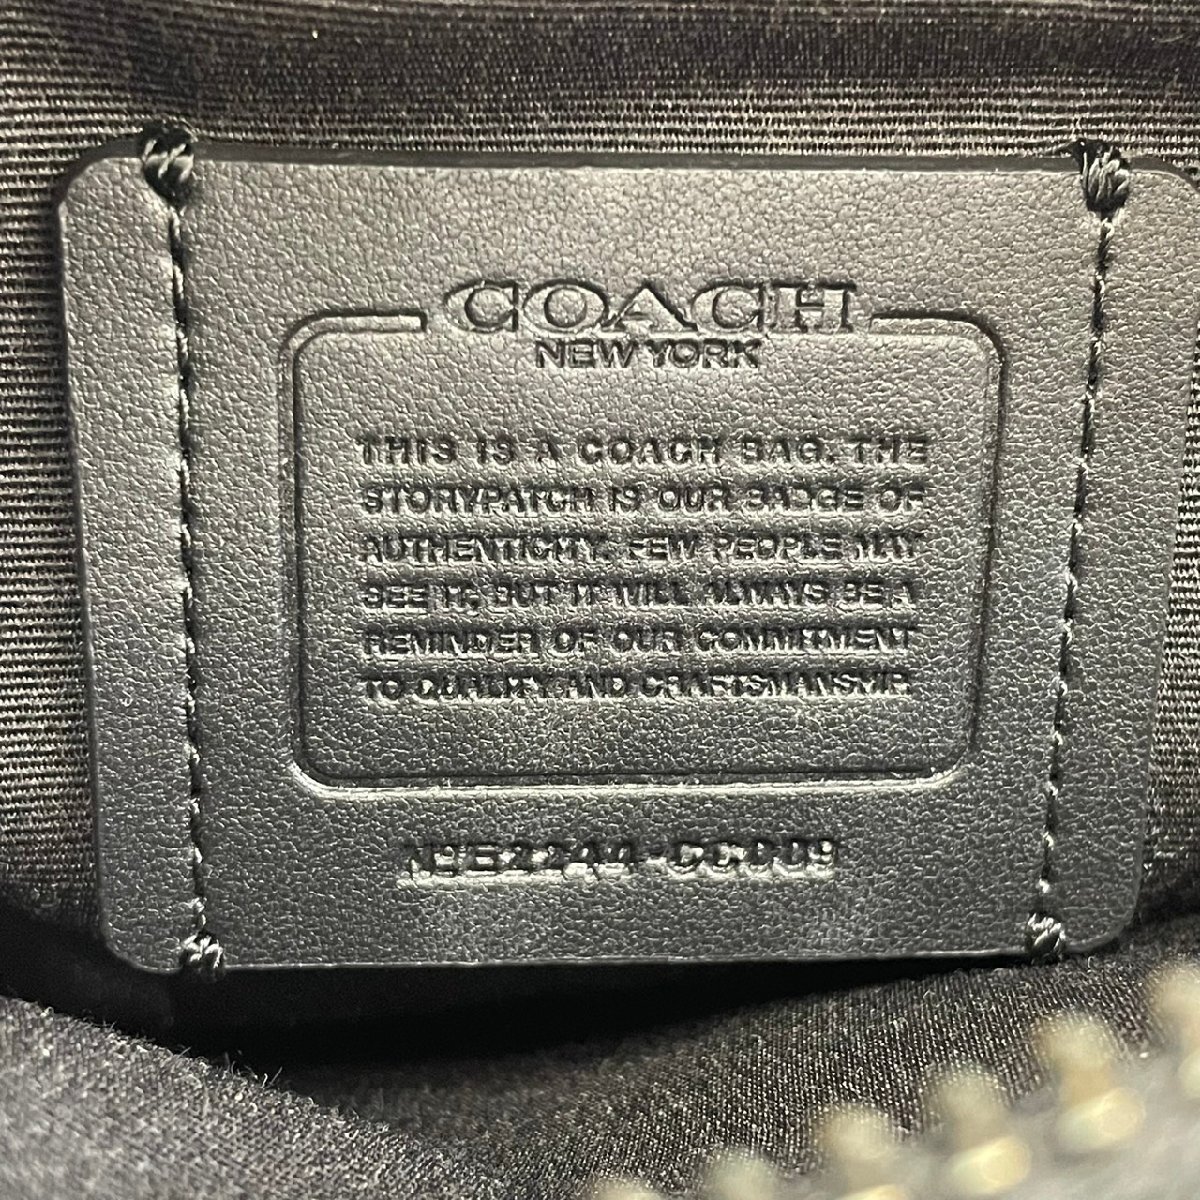 COACH
NEW YORK
THIS IS A COACH BAG. THE
STORYPATCH IS OUR BADGE OF
AUTHENTICITY. FEW PEOPLE MAY
SEE IT, BUT IT WILL ALWAYS BE A
REMINDER OF OUR COMMITMENT
TO QUALITY AND CRAFTSMANSHIP.